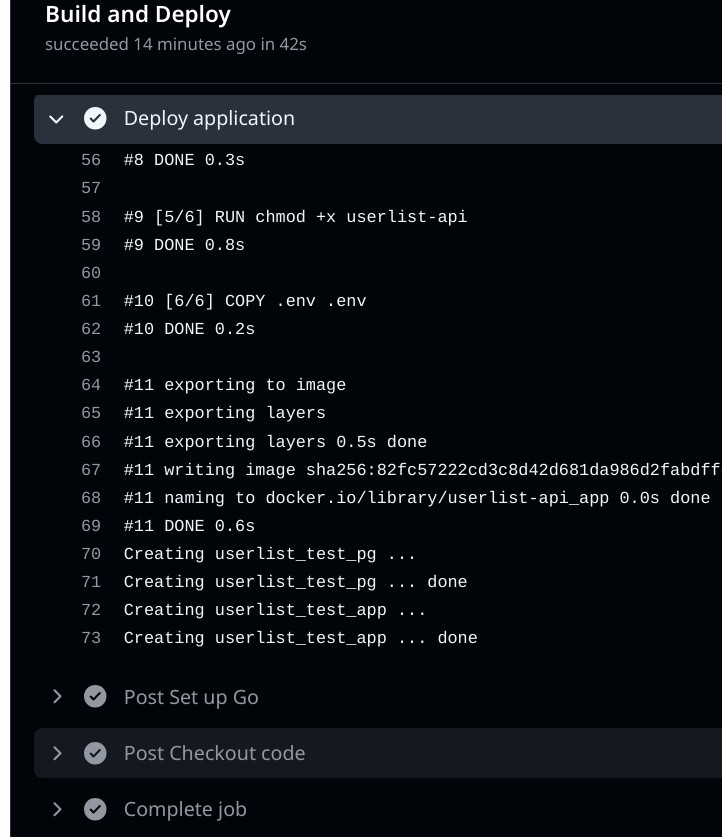 Build and Deploy
succeeded 14 minutes ago in 42s
Deploy application
56 #8 DONE 0.3s
57
58 #9 [5/6] RUN chmod +x userlist-api
59 #9 DONE 0.8s
60
61 #10 [6/6] COPY .env .env
62 #10 DONE 0.2s
63
64 #11 exporting to image
65 #11 exporting layers
66 #11 exporting layers 0.5s done
67 #11 writing image sha256:82fc57222cd3c8d42d681da986d2fabdff
68 #11 naming to docker.io/library/userlist-api_app 0.0s done
69 #11 DONE 0.6s
70 Creating userlist_test_pg ...
71 Creating userlist_test_pg ... done
72 Creating userlist_test_app ...
73 Creating userlist_test_app ... done
Post Set up Go
Post Checkout code
Complete job